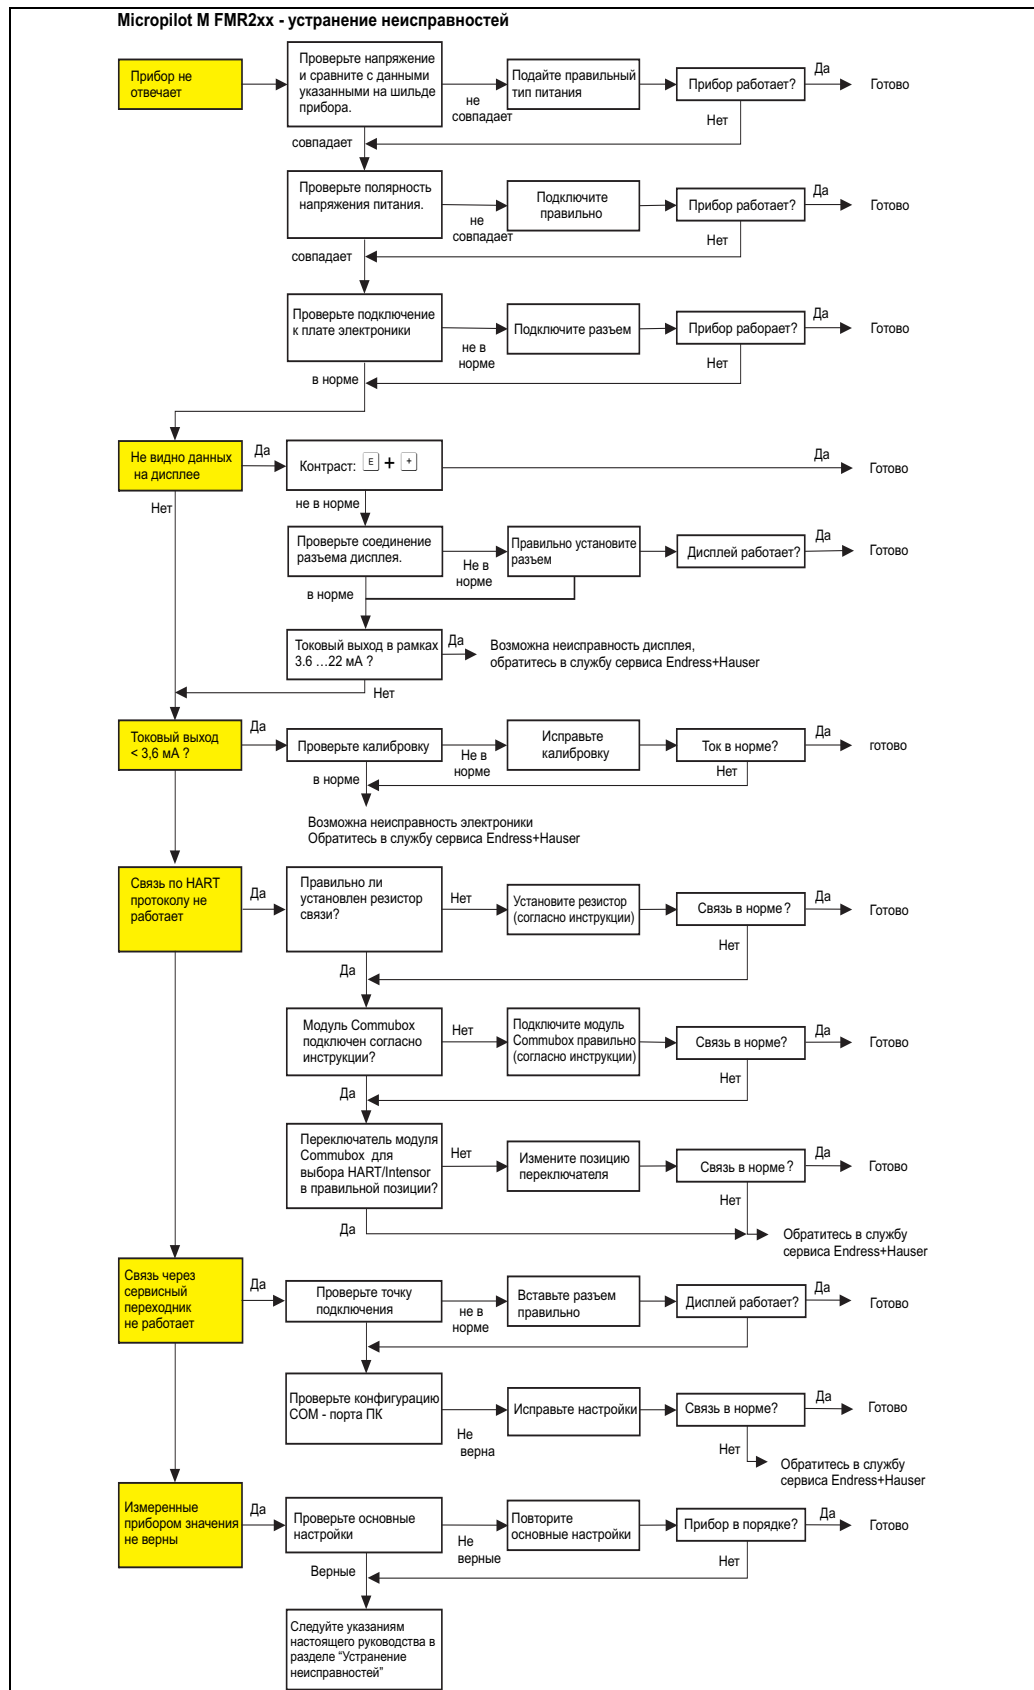 Micropilot M FMR2xx - устранение неисправностей
Прибор не
отвечает
Проверьте напряжение
и сравните с данными
указанными на шильде
прибора.
не
совпадает
Подайте правильный
тип питания
Прибор работает?
Да
Готово
Нет
совпадает
Проверьте полярность
напряжения питания.
не
совпадает
Подключите
правильно
Прибор работает?
Да
Готово
Нет
совпадает
Проверьте подключение
к плате электроники
не в
норме
Подключите разъем
Прибор раборает?
Да
Готово
Нет
в норме
Не видно данных
на дисплее
Да
Контраст: E + +
Да
Готово
Нет
не в норме
Проверьте соединение
разъема дисплея.
Не в
норме
Правильно установите
разъем
Дисплей работает?
Да
Готово
в норме
Токовый выход в рамках
3.6 ...22 мА ?
Да
Возможна неисправность дисплея,
обратитесь в службу сервиса Endress+Hauser
Нет
Токовый выход
< 3,6 мА ?
Да
Проверьте калибровку
Не в
норме
Исправьте
калибровку
Ток в норме?
Да
готово
Нет
в норме
Возможна неисправность электроники
Обратитесь в службу сервиса Endress+Hauser
Связь по HART
протоколу не
работает
Да
Правильно ли
установлен резистор
связи?
Нет
Установите резистор
(согласно инструкции)
Связь в норме?
Да
Готово
Нет
Да
Модуль Commubox
подключен согласно
инструкции?
Нет
Подключите модуль
Commubox правильно
(согласно инструкции)
Связь в норме?
Да
Готово
Нет
Да
Переключатель модуля
Commubox для
выбора HART/Intensor
в правильной позиции?
Нет
Измените позицию
переключателя
Связь в норме?
Да
Готово
Нет
Да
Обратитесь в службу
сервиса Endress+Hauser
Связь через
сервисный
переходник
не работает
Да
Проверьте точку
подключения
не в
норме
Вставьте разъем
правильно
Дисплей работает?
Да
Готово
Проверьте конфигурацию
COM - порта ПК
Не
верна
Исправьте настройки
Связь в норме?
Да
Готово
Нет
Обратитесь в службу
сервиса Endress+Hauser
Измеренные
прибором значения
не верны
Да
Проверьте основные
настройки
Не
верные
Повторите
основные настройки
Прибор в порядке?
Да
Готово
Нет
Верные
Следуйте указаниям
настоящего руководства в
разделе “Устранение
неисправностей”